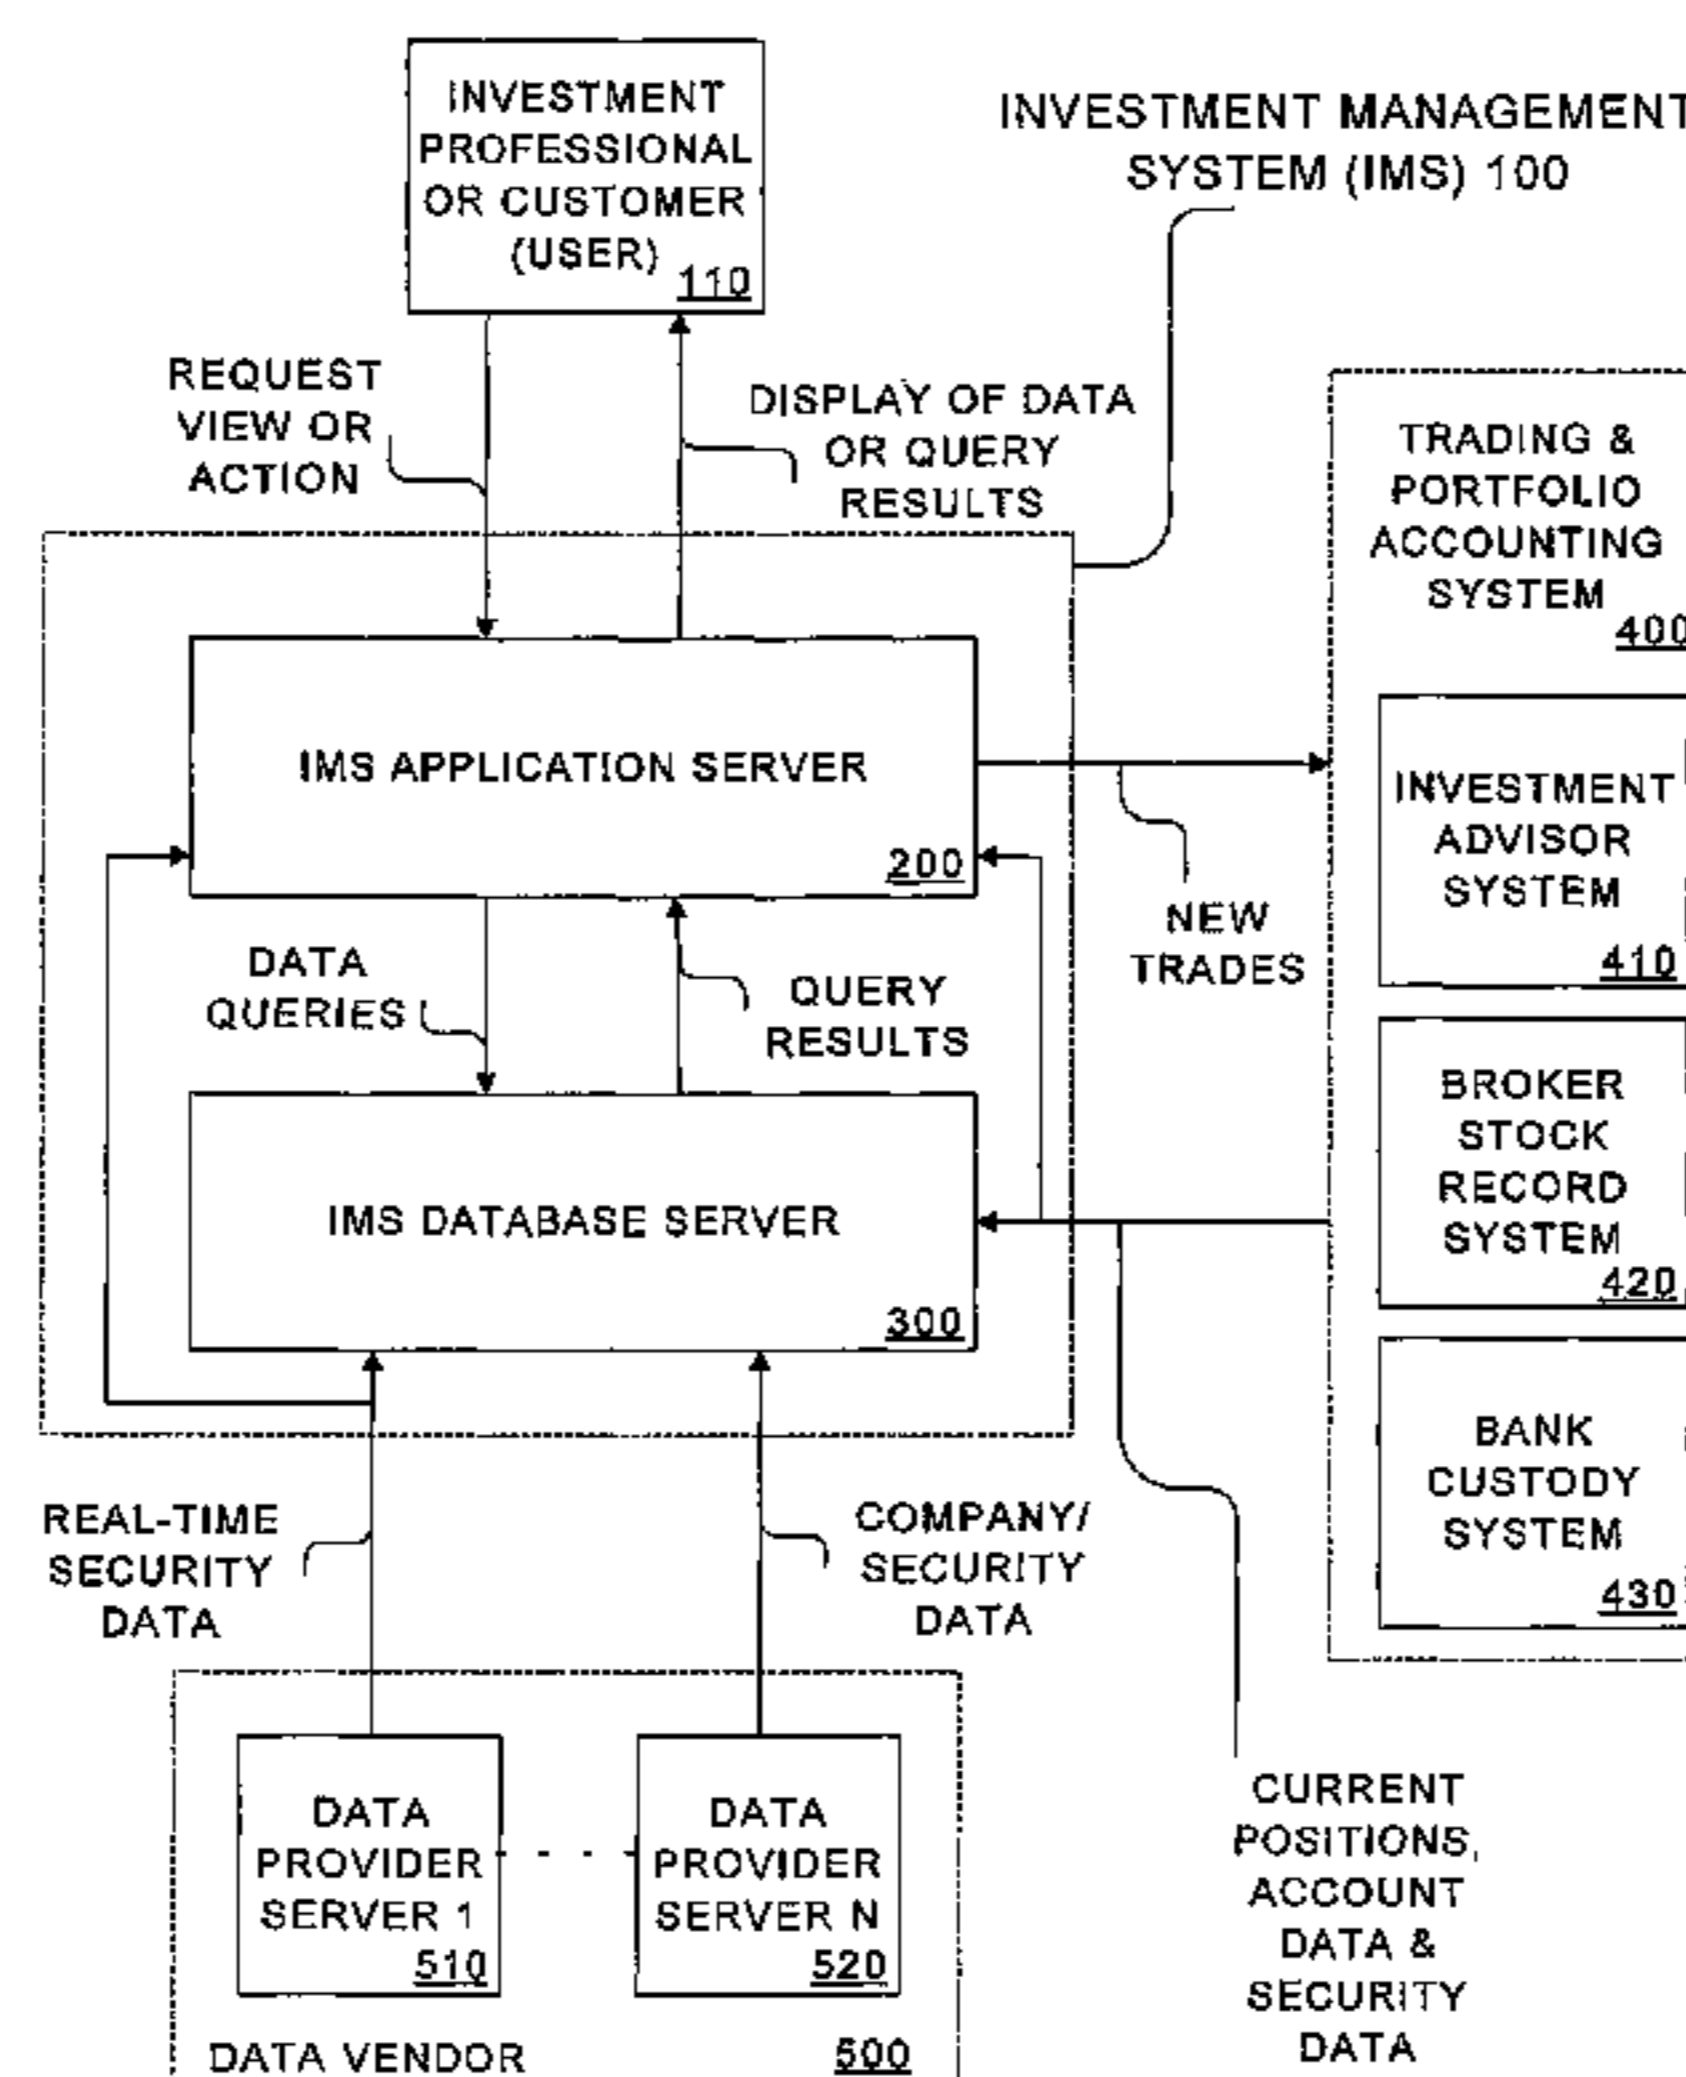 INVESTMENT
PROFESSIONAL
OR CUSTOMER
(USER)
110
INVESTMENT MANAGEMENT
SYSTEM (IMS) 100
REQUEST
VIEW OR
ACTION
DISPLAY OF DATA
OR QUERY
RESULTS
TRADING &
PORTFOLIO
ACCOUNTING
SYSTEM
400
IMS APPLICATION SERVER
200
NEW
TRADES
INVESTMENT
ADVISOR
SYSTEM
410
DATA
QUERIES
QUERY
RESULTS
BROKER
STOCK
RECORD
SYSTEM
420
IMS DATABASE SERVER
300
BANK
CUSTODY
SYSTEM
430
REAL-TIME
SECURITY
DATA
COMPANY/
SECURITY
DATA
DATA
PROVIDER
SERVER 1
510
DATA
PROVIDER
SERVER N
520
DATA VENDOR
500
CURRENT
POSITIONS,
ACCOUNT
DATA &
SECURITY
DATA